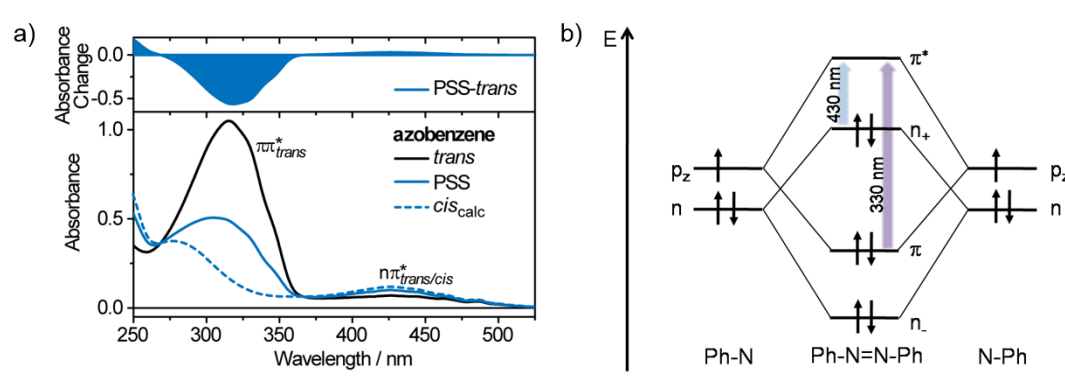 a)
0.0
-0.5
Absorbance
Change
PSS-trans
1.0
0.5
0.0
Absorbance
ππ*trans
azobenzene
trans
PSS
ciscalc
nπ*trans/cis
250 300 350 400 450 500
Wavelength / nm
b)
E
π*
430 nm
n+
330 nm
pz
pz
n
n
π
n-
Ph-N
Ph-N=N-Ph
N-Ph